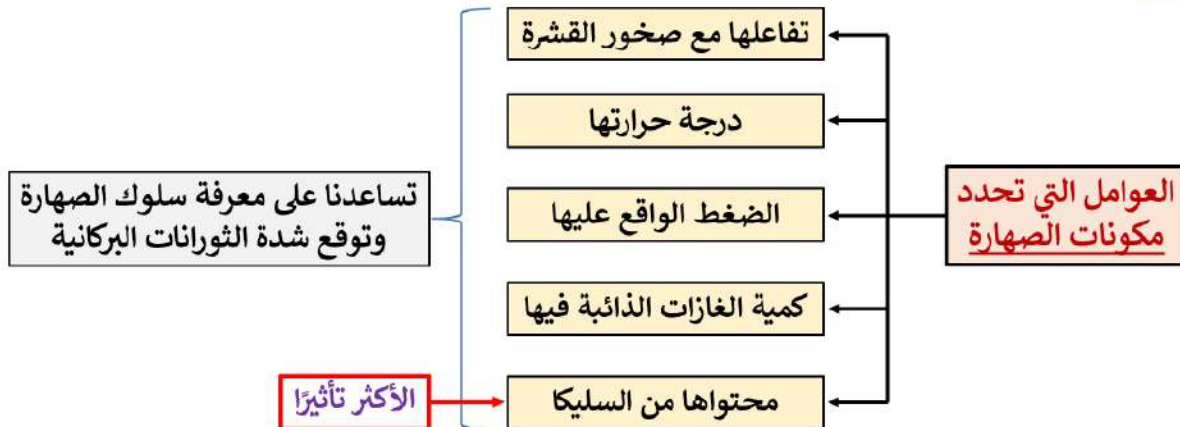 العوامل التي تحدد
مكونات الصهارة
تفاعلها مع صخور القشرة
درجة حرارتها
الضغط الواقع عليها
كمية الغازات الذائبة فيها
محتواها من السليكا
تساعدنا على معرفة سلوك الصهارة
وتوقع شدة الثورانات البركانية
الأكثر تأثيرًا